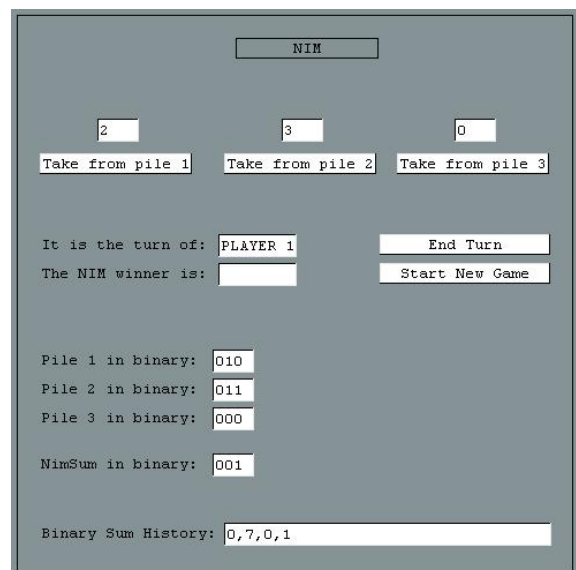 NIM
2 3 0
Take from pile 1 Take from pile 2 Take from pile 3
It is the turn of: PLAYER 1 End Turn
The NIM winner is: Start New Game
Pile 1 in binary: 010
Pile 2 in binary: 011
Pile 3 in binary: 000
NimSum in binary: 001
Binary Sum History: 0,7,0,1